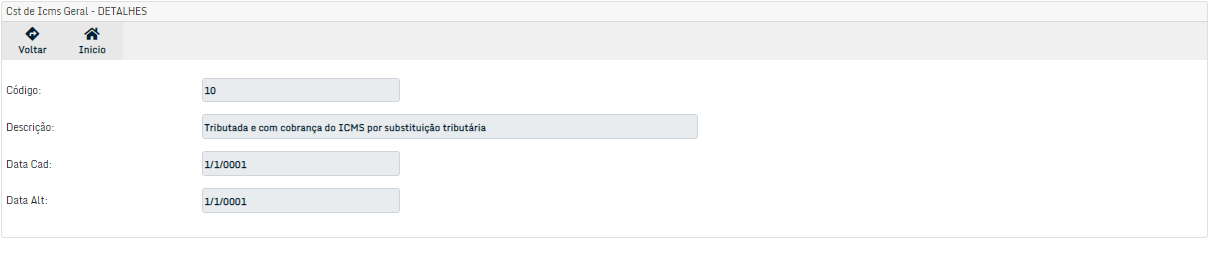 Cst de Icms Geral - DETALHES
Voltar Inicio
Código: 10
Descrição: Tributada e com cobrança do ICMS por substituição tributária
Data Cad: 1/1/0001
Data Alt: 1/1/0001